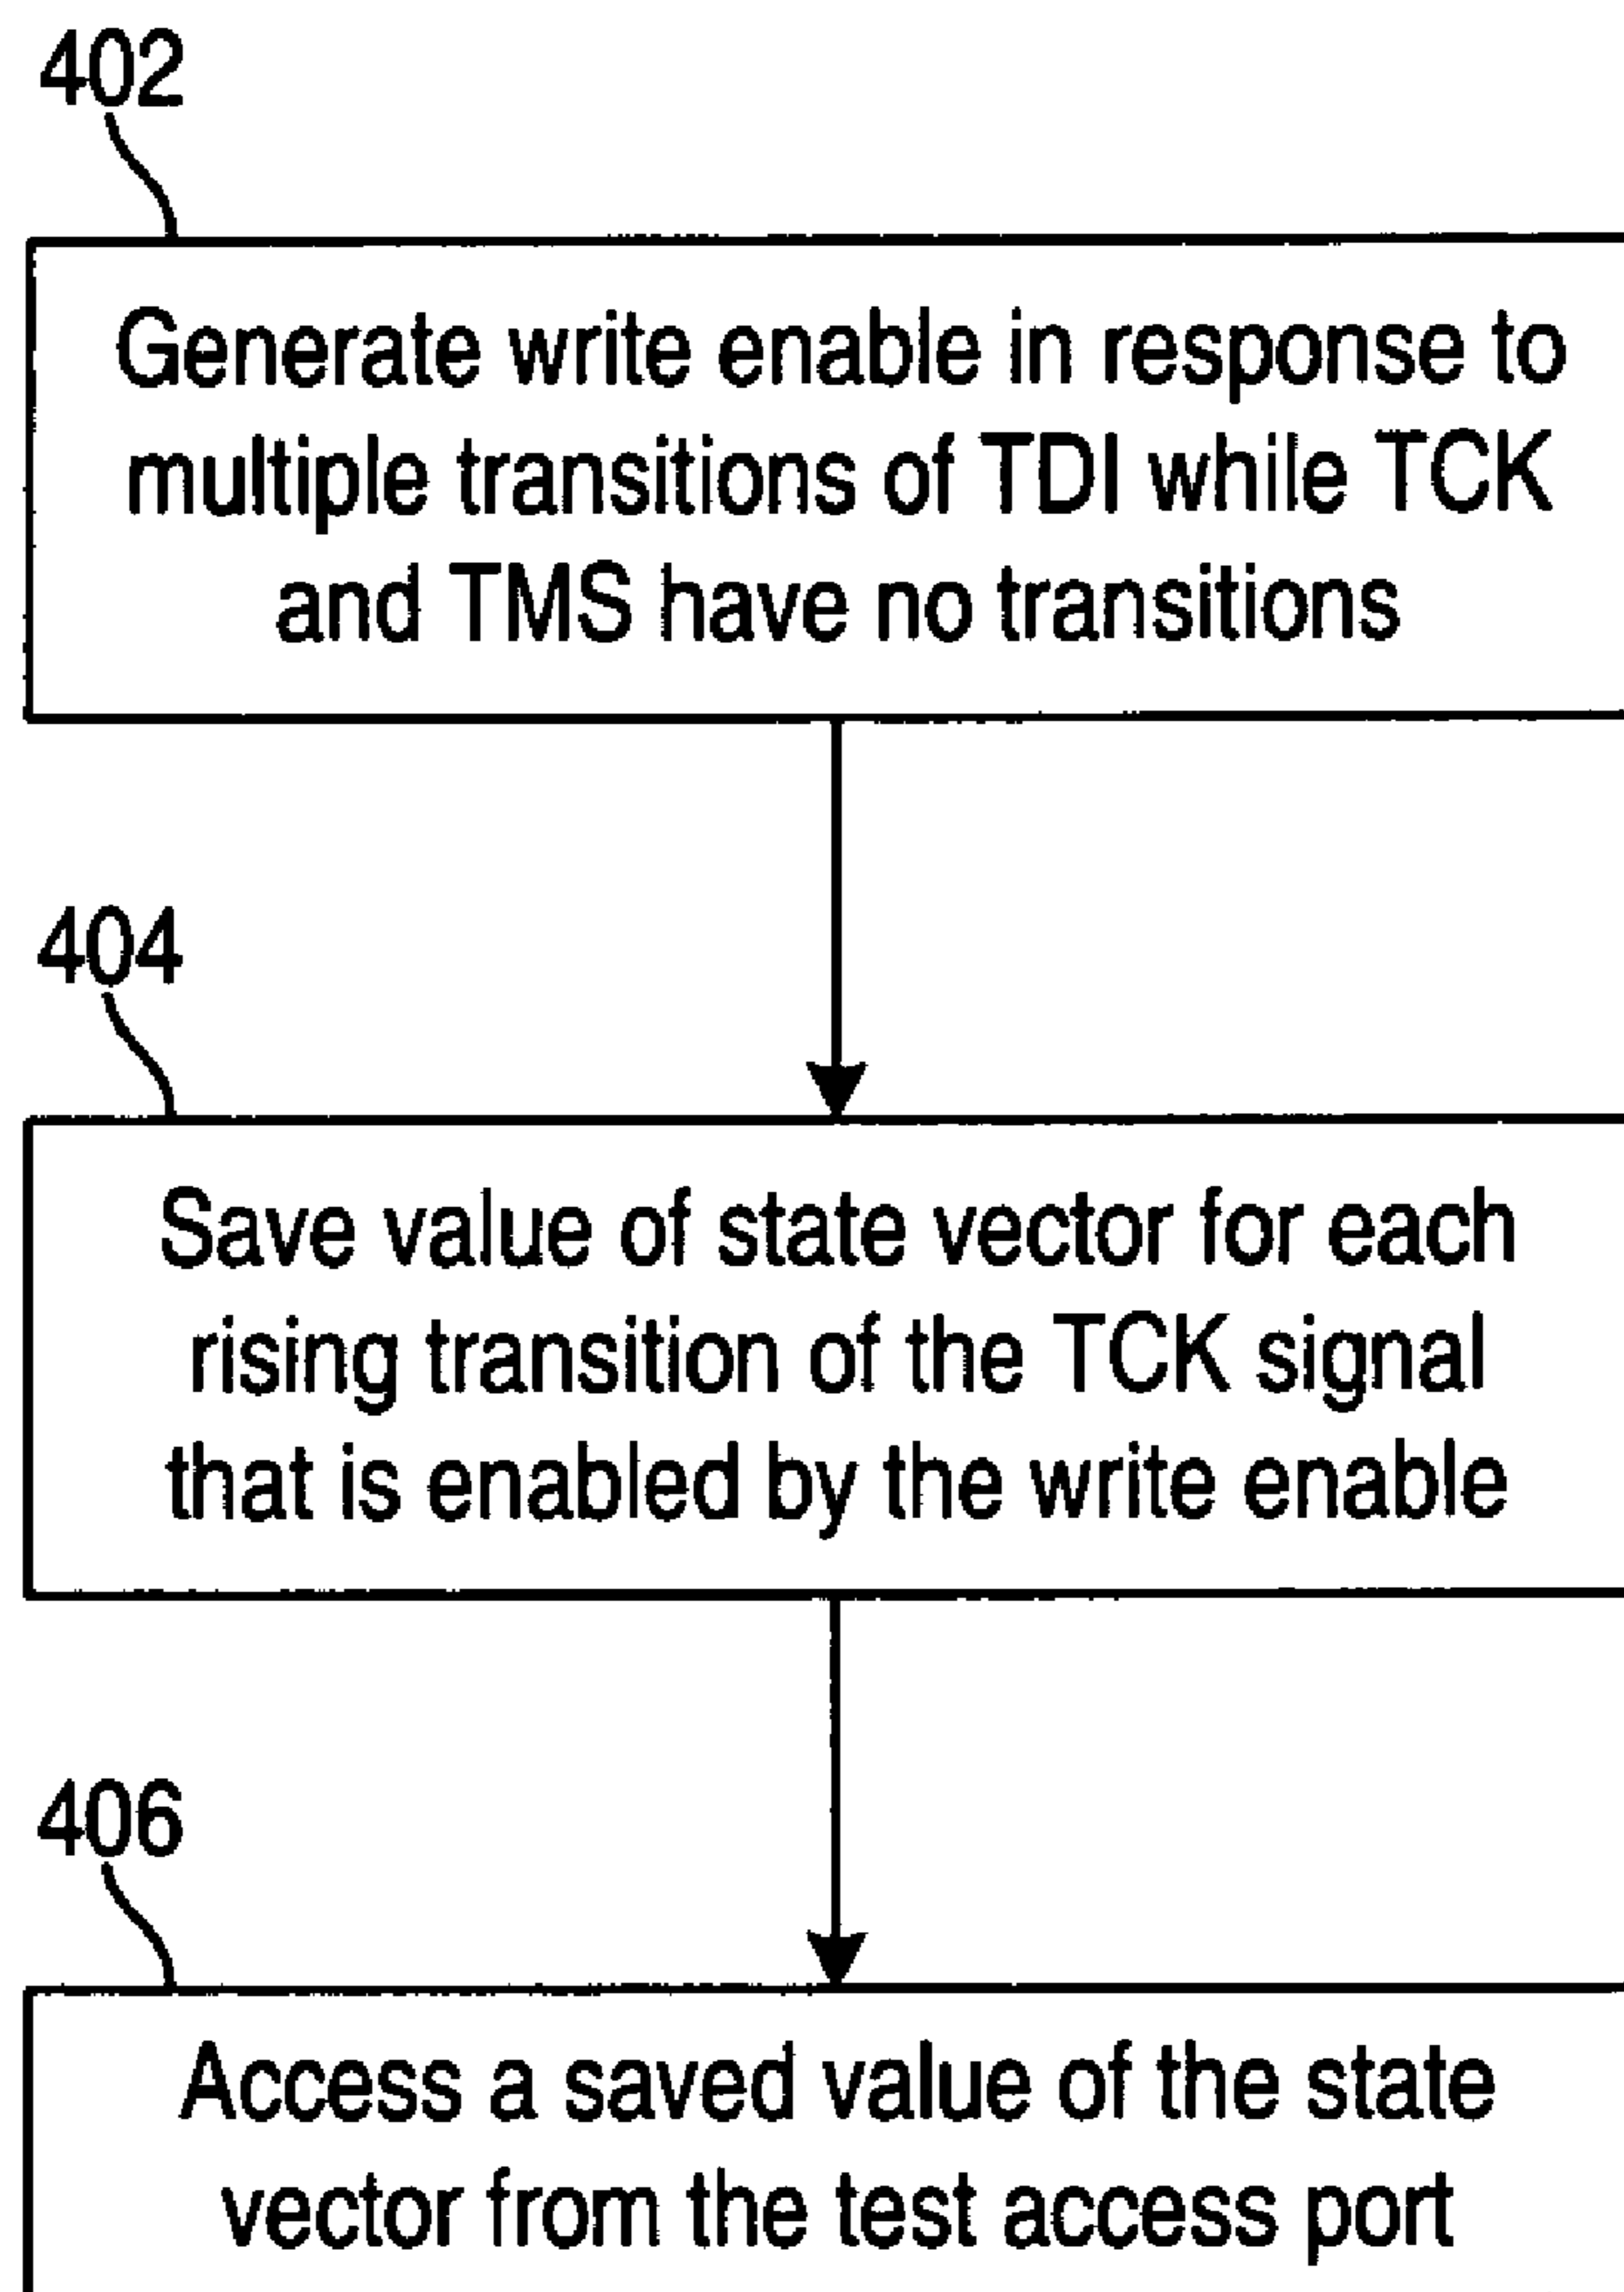 402
Generate write enable in response to
multiple transitions of TDI while TCK
and TMS have no transitions
404
Save value of state vector for each
rising transition of the TCK signal
that is enabled by the write enable
406
Access a saved value of the state
vector from the test access port